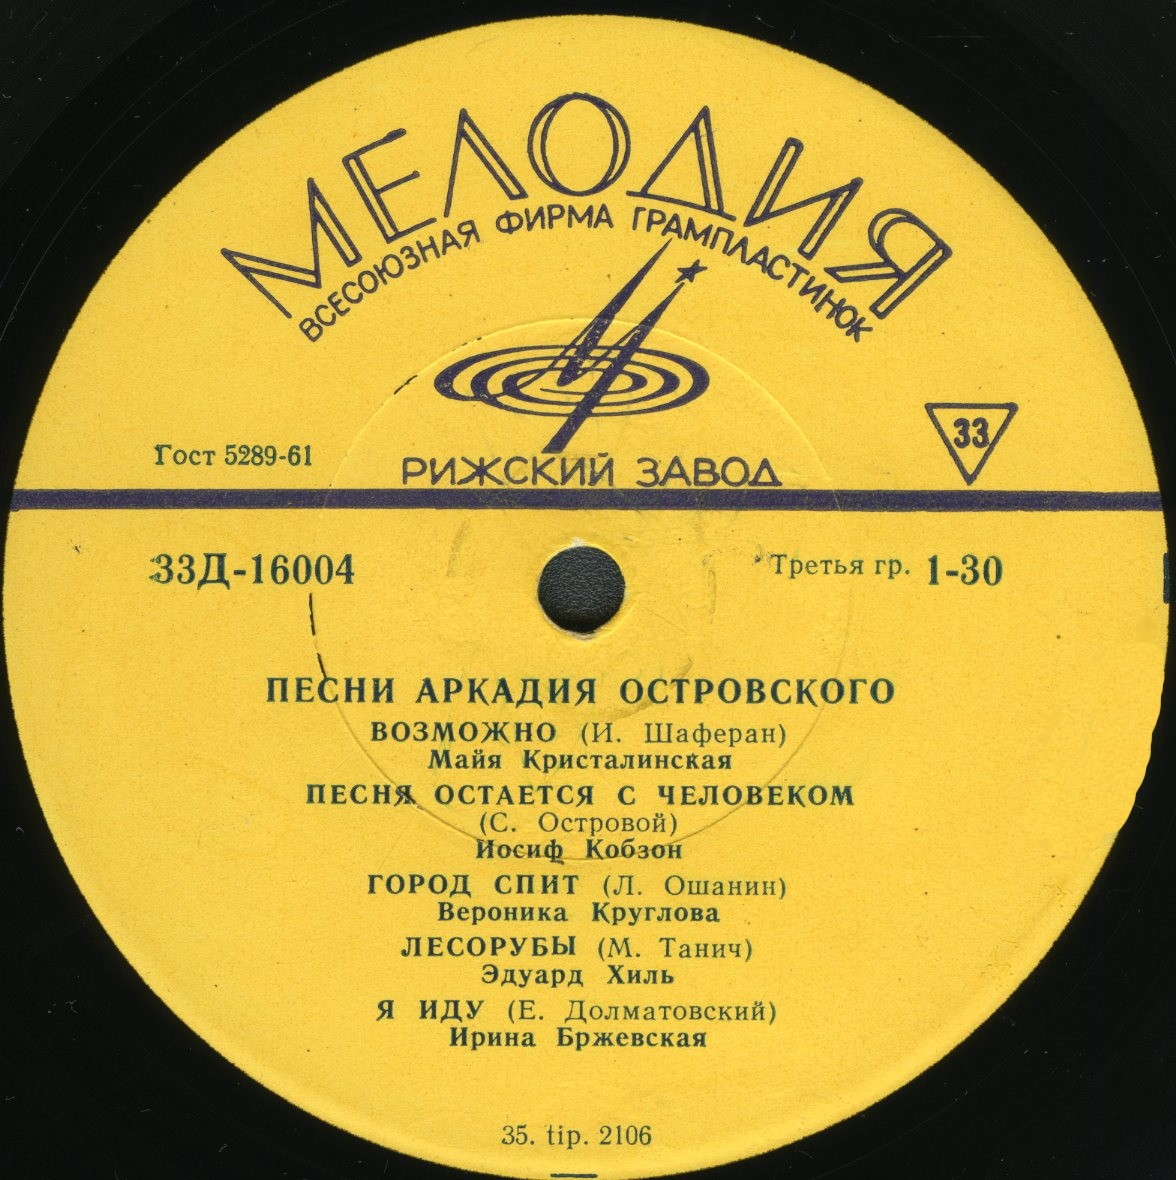 МЕЛОДИЯ
ВСЕСОЮЗНАЯ ФИРМА ГРАМПЛАСТИНОК
33
Гост 5289-61
РИЖСКИЙ ЗАВОД
33Д-16004
Третья гр. 1-30
ПЕСНИ АРКАДИЯ ОСТРОВСКОГО
ВОЗМОЖНО (И. Шаферан)
Майя Кристалинская
ПЕСНЯ ОСТАЕТСЯ С ЧЕЛОВЕКОМ
(С. Островой)
Иосиф Кобзон
ГОРОД СПИТ (Л. Ошанин)
Вероника Круглова
ЛЕСОРУБЫ (М. Танич)
Эдуард Хиль
Я ИДУ (Е. Долматовский)
Ирина Бржевская
35. tip. 2106